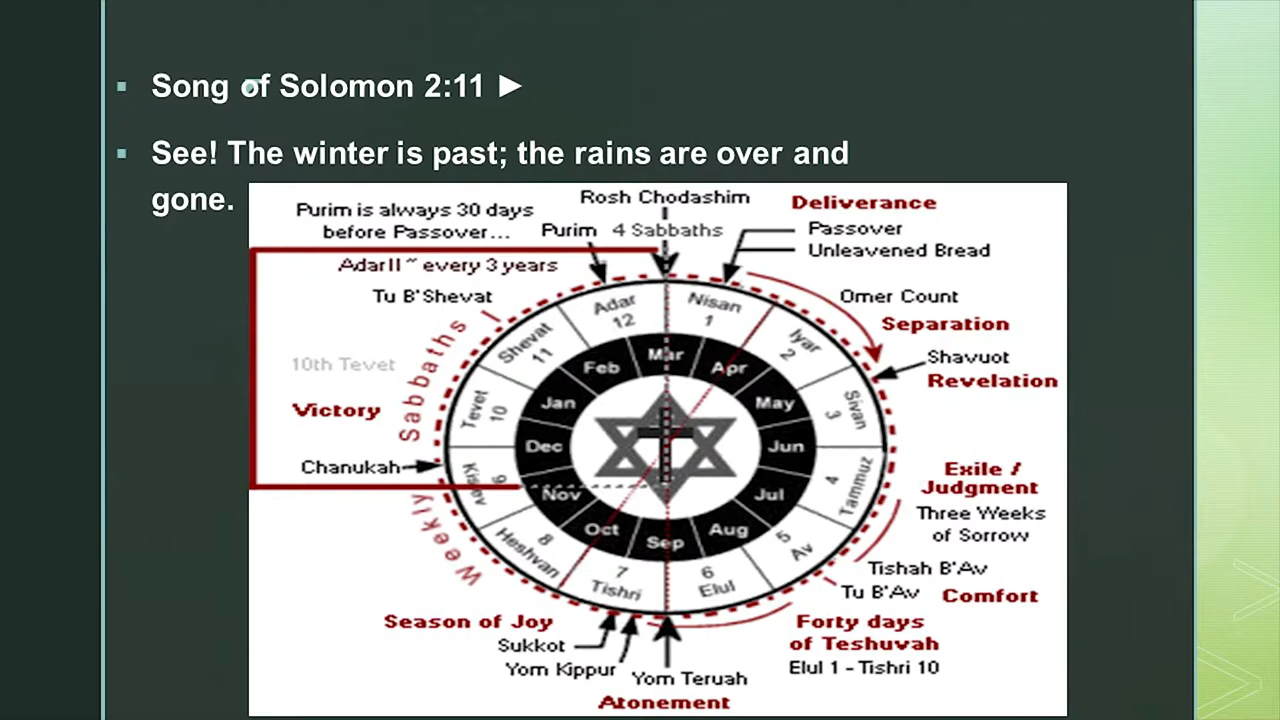 Song of Solomon 2:11 ►
See! The winter is past; the rains are over and
gone.
Rosh Chodashim
Deliverance
Purim is always 30 days
before Passover...
Purim
4 Sabbaths
Passover
Unleavened Bread
Adar II ~ every 3 years
Tu B'Shevat
Omer Count
Separation
Shavuot
Revelation
10th Tevet
Victory
Weekly Sabbaths
Chanukah
Exile /
Judgment
Three Weeks
of Sorrow
Tishah B'Av
Tu B'Av
Comfort
Season of Joy
Forty days
of Teshuvah
Elul 1 - Tishri 10
Sukkot
Yom Kippur
Yom Teruah
Atonement
Nisan
1
Iyar
2
Sivan
3
Tammuz
4
Av
5
Elul
6
Tishri
7
Heshvan
8
Kislev
9
Tevet
10
Shevat
11
Adar
12
Mar
Apr
May
Jun
Jul
Aug
Sep
Oct
Nov
Dec
Jan
Feb